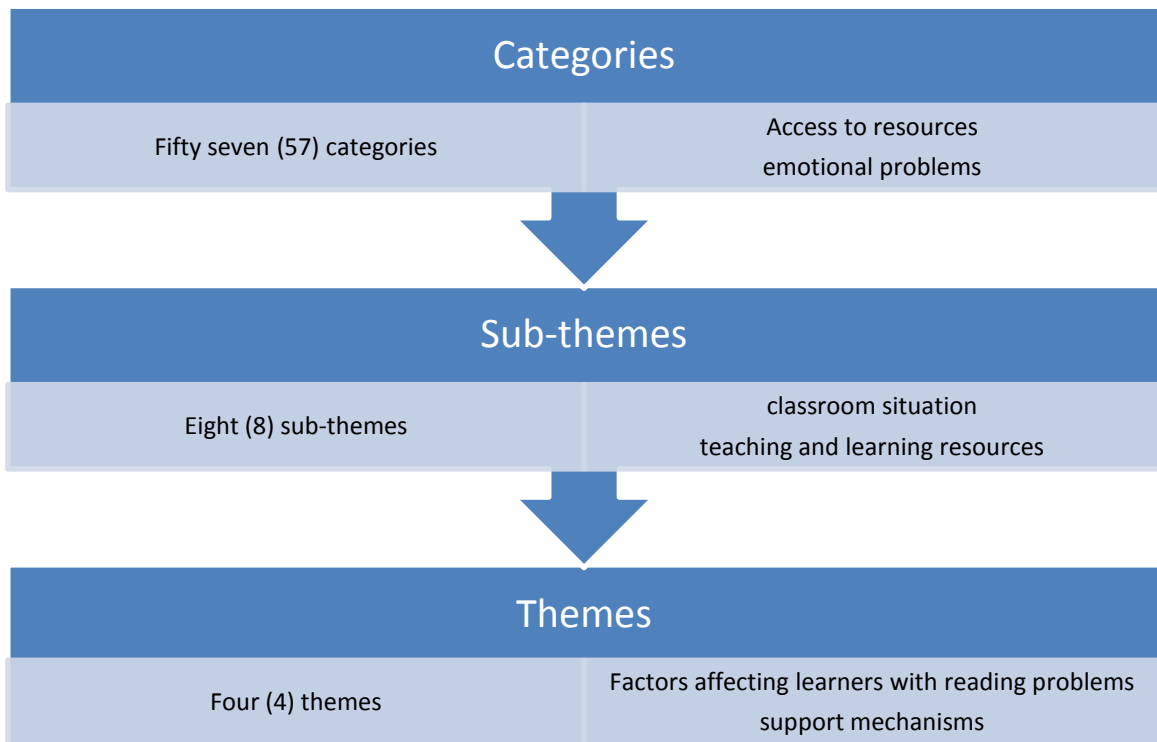 Categories
Fifty seven (57) categories
Access to resources
emotional problems
Sub-themes
Eight (8) sub-themes
classroom situation
teaching and learning resources
Themes
Four (4) themes
Factors affecting learners with reading problems
support mechanisms